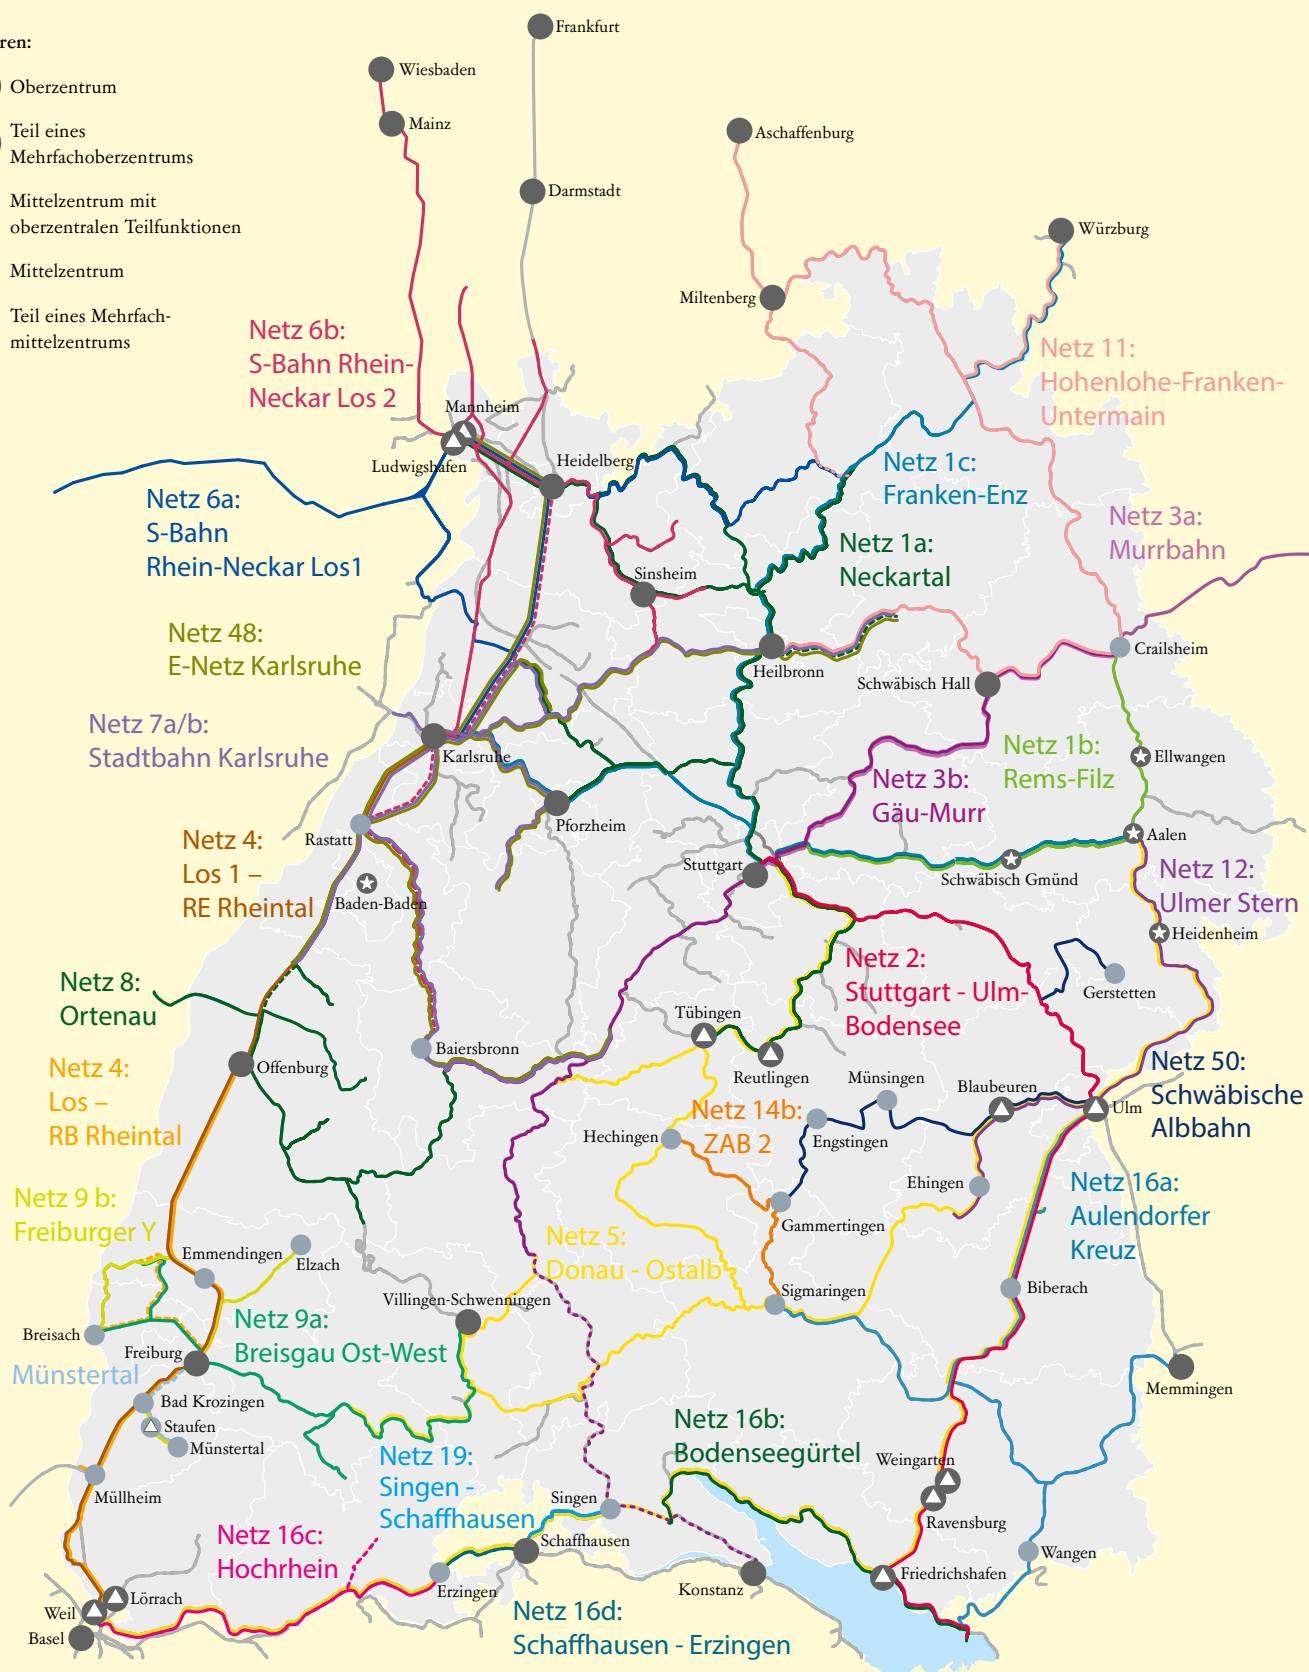 ren:
Oberzentrum
Teil eines
Mehrfachoberzentrums
Mittelzentrum mit
oberzentralen Teilfunktionen
Mittelzentrum
Teil eines Mehrfach-
mittelzentrums
Frankfurt
Wiesbaden
Mainz
Aschaffenburg
Darmstadt
Würzburg
Miltenberg
Netz 6b:
S-Bahn Rhein-
Neckar Los 2
Netz 11:
Hohenlohe-Franken-
Untermain
Mannheim
Ludwigshafen
Heidelberg
Netz 1c:
Franken-Enz
Netz 6a:
S-Bahn
Rhein-Neckar Los1
Netz 3a:
Murrbahn
Netz 1a:
Neckartal
Sinsheim
Netz 48:
E-Netz Karlsruhe
Crailsheim
Heilbronn
Schwäbisch Hall
Netz 7a/b:
Stadtbahn Karlsruhe
Karlsruhe
Netz 1b:
Rems-Filz
Ellwangen
Netz 3b:
Gäu-Murr
Pforzheim
Rastatt
Aalen
Netz 4:
Los 1 –
RE Rheintal
Stuttgart
Schwäbisch Gmünd
Netz 12:
Ulmer Stern
Baden-Baden
Heidenheim
Netz 8:
Ortenau
Netz 2:
Stuttgart - Ulm-
Bodensee
Gerstetten
Tübingen
Baiersbronn
Reutlingen
Offenburg
Netz 4:
Los –
RB Rheintal
Münsingen
Blaubeuren
Ulm
Netz 50:
Schwäbische
Albbahn
Netz 14b:
ZAB 2
Hechingen
Engstingen
Ehingen
Netz 16a:
Aulendorfer
Kreuz
Netz 9 b:
Freiburger Y
Gammertingen
Netz 5:
Donau - Ostalb
Emmendingen
Elzach
Sigmaringen
Biberach
Villingen-Schwenningen
Netz 9a:
Breisgau Ost-West
Breisach
Freiburg
Münstertal
Memmingen
Bad Krozingen
Staufen
Münstertal
Netz 16b:
Bodenseegürtel
Netz 19:
Singen -
Schaffhausen
Weingarten
Müllheim
Singen
Ravensburg
Netz 16c:
Hochrhein
Schaffhausen
Wangen
Friedrichshafen
Erzingen
Konstanz
Lörrach
Weil
Basel
Netz 16d:
Schaffhausen - Erzingen